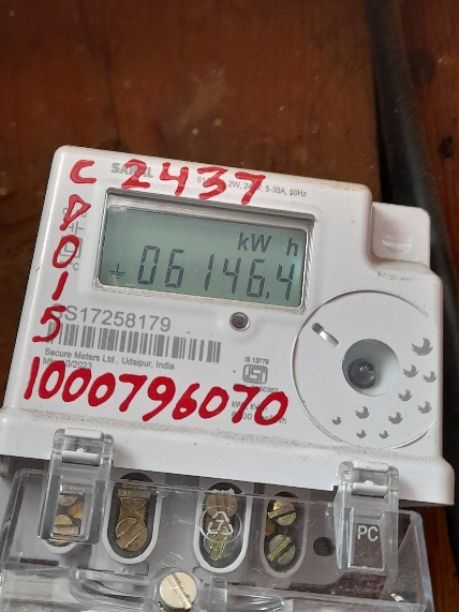 C 2437
D
0
1
5
2W, 240V, 5-30A, 50Hz
kW h
06146.4
S17258179
Secure Meters Ltd., Udaipur, India
IS 13779
1000796070
PC